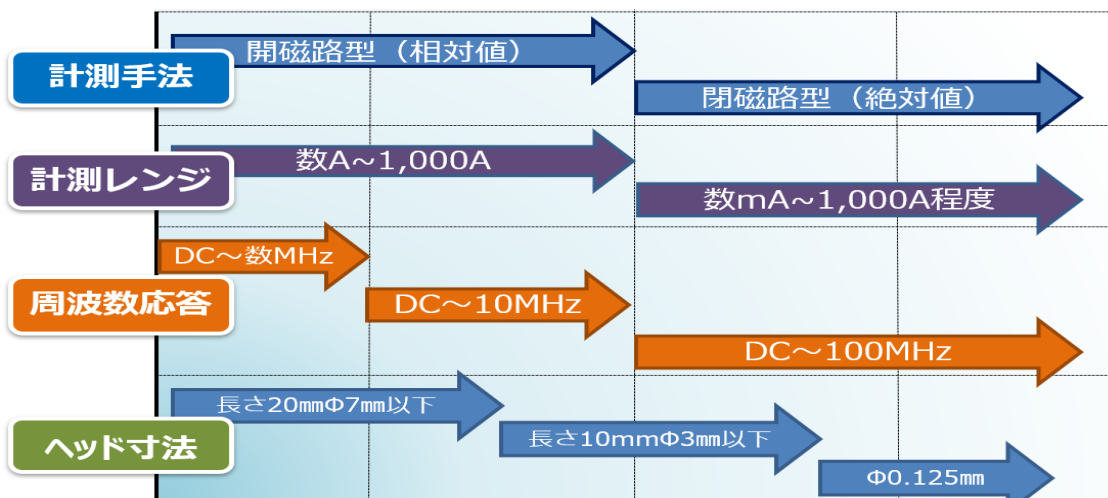 計測手法
開磁路型（相対値）
閉磁路型（絶対値）
計測レンジ
数A~1,000A
数mA~1,000A程度
周波数応答
DC～数MHz
DC～10MHz
DC～100MHz
ヘッド寸法
長さ20㎜Φ7㎜以下
長さ10mmΦ3㎜以下
Φ0.125㎜